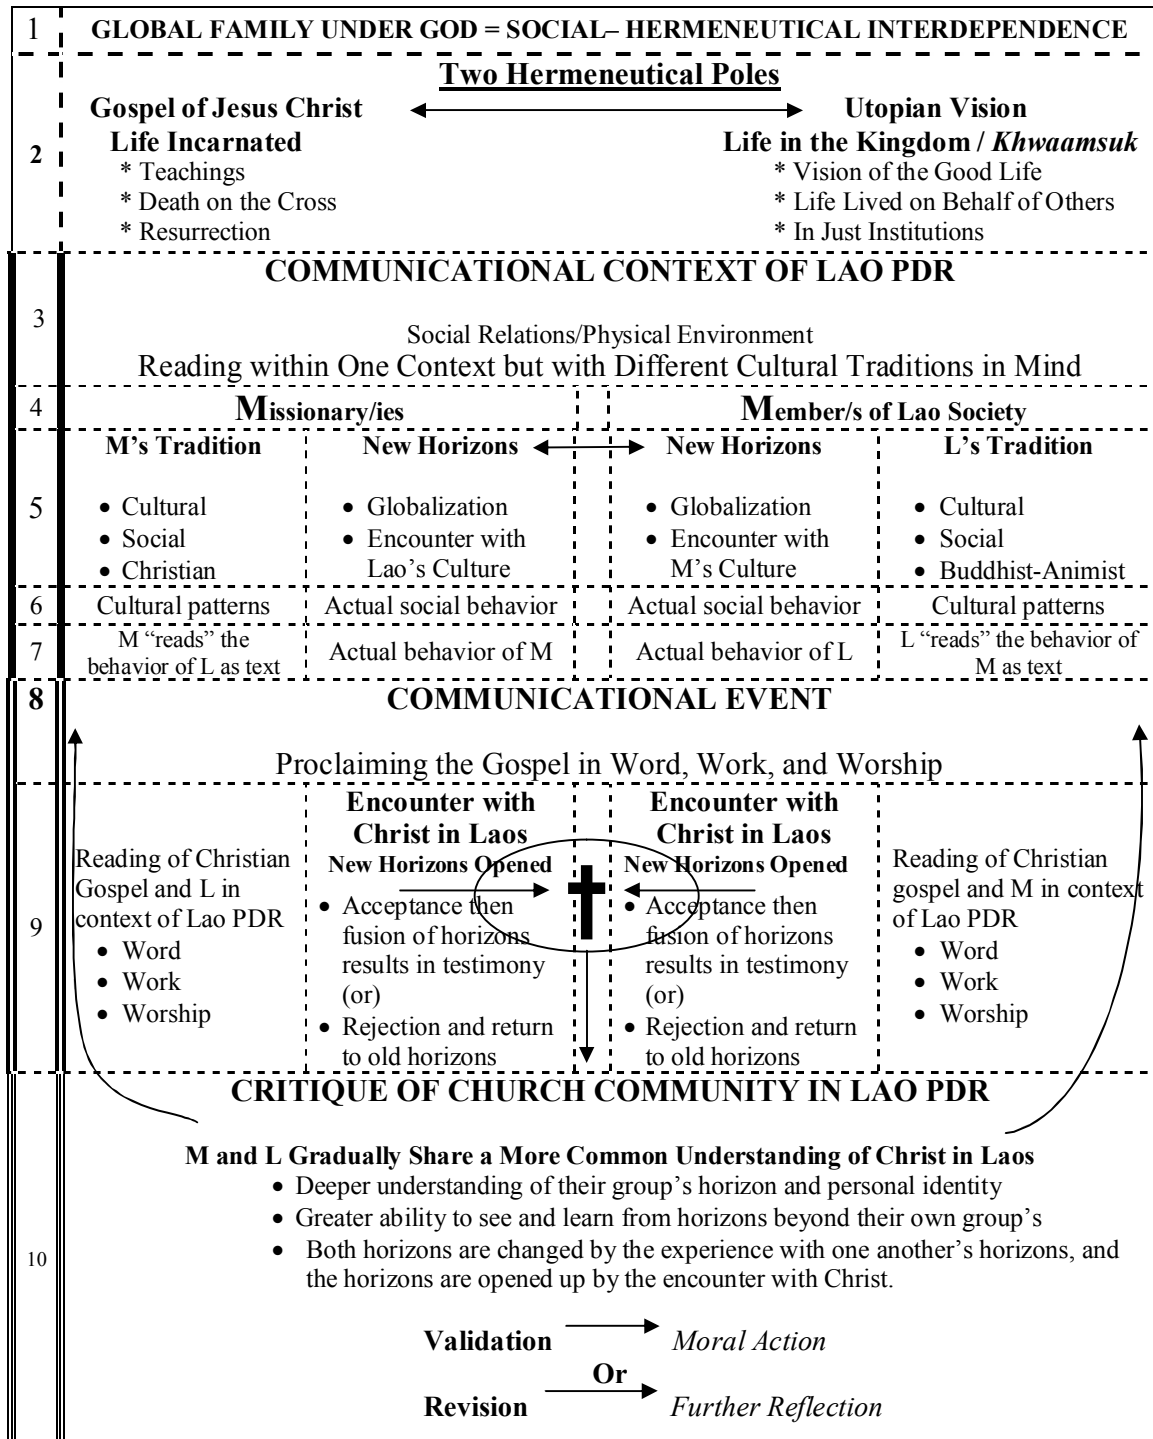 1
GLOBAL FAMILY UNDER GOD = SOCIAL– HERMENEUTICAL INTERDEPENDENCE
2
Two Hermeneutical Poles
Gospel of Jesus Christ
Life Incarnated
* Teachings
* Death on the Cross
* Resurrection
Utopian Vision
Life in the Kingdom / Khwaamsuk
* Vision of the Good Life
* Life Lived on Behalf of Others
* In Just Institutions
3
COMMUNICATIONAL CONTEXT OF LAO PDR
Social Relations/Physical Environment
Reading within One Context but with Different Cultural Traditions in Mind
4
Missionary/ies
Member/s of Lao Society
5
M's Tradition
• Cultural
• Social
• Christian
New Horizons
• Globalization
• Encounter with
Lao's Culture
New Horizons
• Globalization
• Encounter with
M's Culture
L's Tradition
• Cultural
• Social
• Buddhist-Animist
6
Cultural patterns
Actual social behavior
Actual social behavior
Cultural patterns
7
M “reads” the
behavior of L as text
Actual behavior of M
Actual behavior of L
L “reads” the behavior of
M as text
8
COMMUNICATIONAL EVENT
Proclaiming the Gospel in Word, Work, and Worship
9
Reading of Christian
Gospel and L in
context of Lao PDR
• Word
• Work
• Worship
Encounter with
Christ in Laos
New Horizons Opened
• Acceptance then
fusion of horizons
results in testimony
(or)
• Rejection and return
to old horizons
Encounter with
Christ in Laos
New Horizons Opened
• Acceptance then
fusion of horizons
results in testimony
(or)
• Rejection and return
to old horizons
Reading of Christian
gospel and M in context
of Lao PDR
• Word
• Work
• Worship
10
CRITIQUE OF CHURCH COMMUNITY IN LAO PDR
M and L Gradually Share a More Common Understanding of Christ in Laos
• Deeper understanding of their group's horizon and personal identity
• Greater ability to see and learn from horizons beyond their own group's
• Both horizons are changed by the experience with one another's horizons, and
the horizons are opened up by the encounter with Christ.
Validation Moral Action
Or
Revision Further Reflection